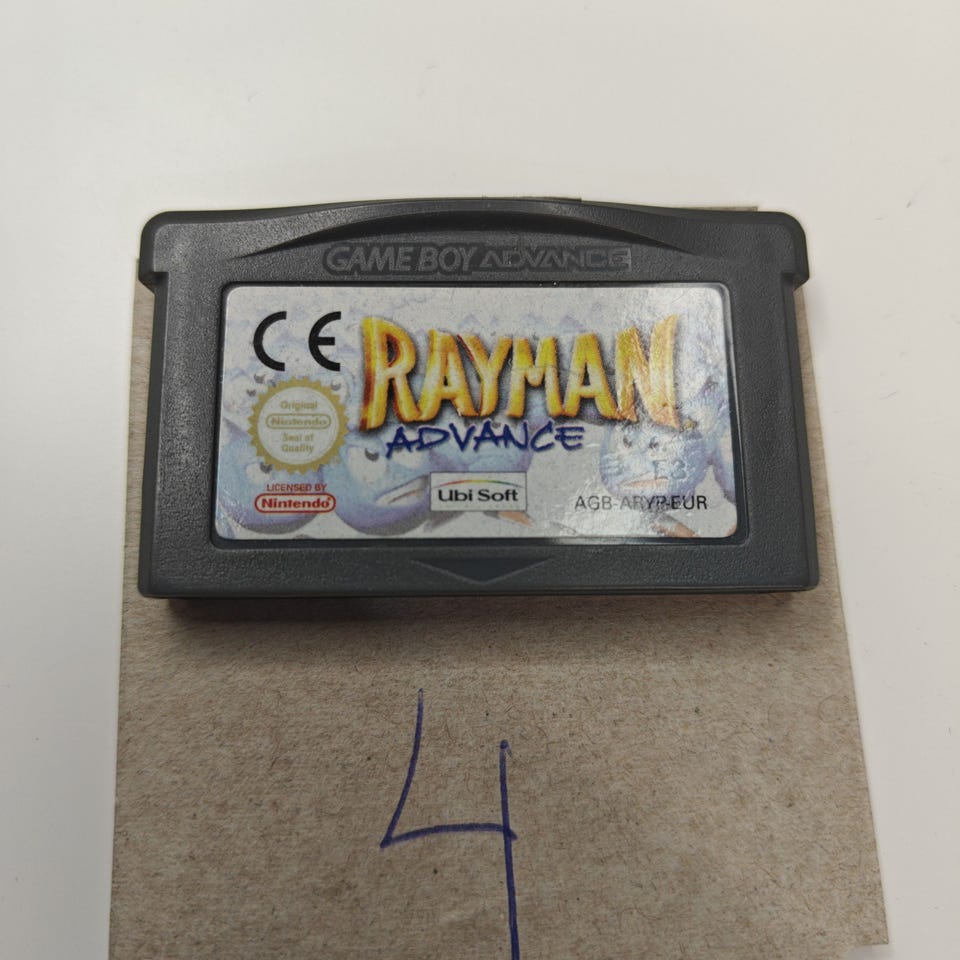 GAME BOY ADVANCE
CE
RAYMAN
ADVANCE
Original
Nintendo
Seal of
Quality
LICENSED BY
Nintendo
Ubi Soft
AGB-ARYP-EUR
4